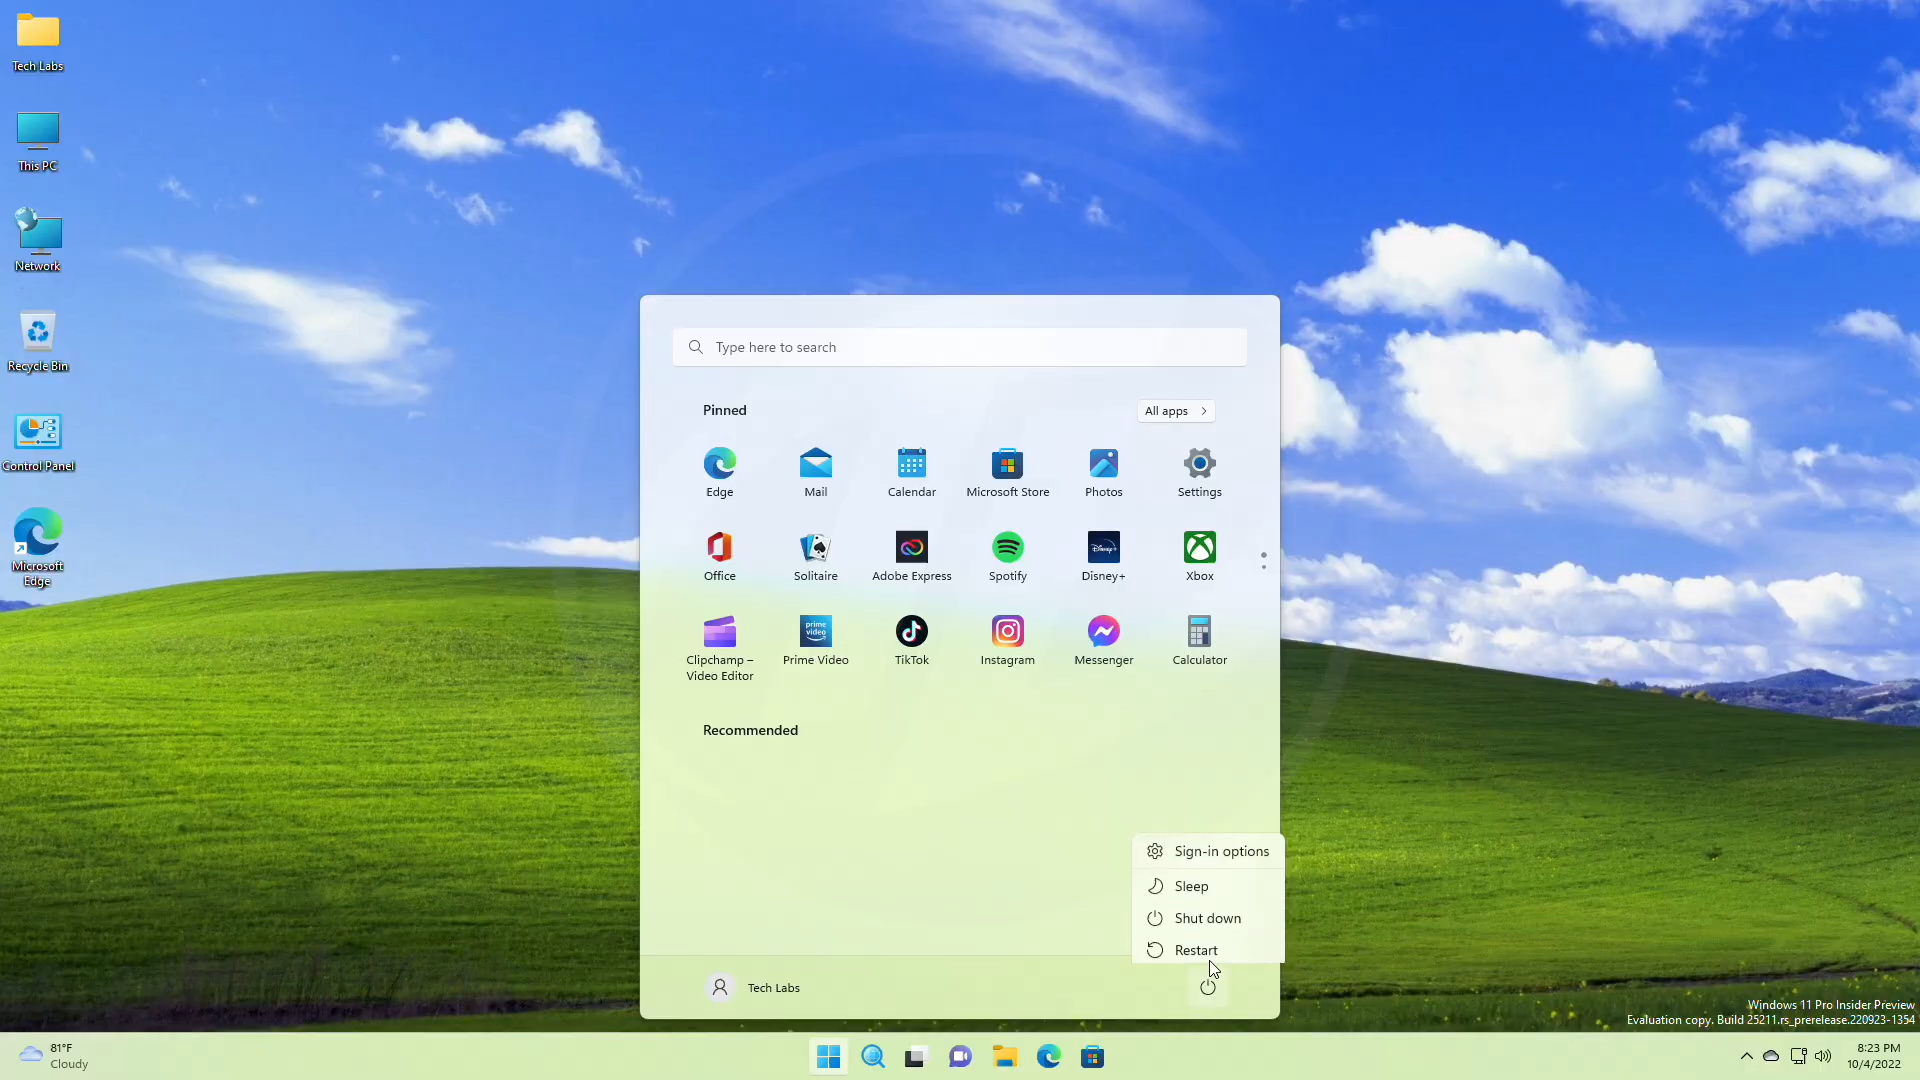 Tech Labs
This PC
Network
Recycle Bin
Control Panel
Microsoft
Edge
Type here to search
Pinned
All apps
Edge
Mail
Calendar
Microsoft Store
Photos
Settings
Office
Solitaire
Adobe Express
Spotify
Disney+
Disney+
Xbox
prime
video
Clipchamp –
Video Editor
Prime Video
TikTok
Instagram
Messenger
Calculator
Recommended
Sign-in options
Sleep
Shut down
Restart
Tech Labs
Windows 11 Pro Insider Preview
Evaluation copy. Build 25211.rs_prerelease.220923-1354
81°F
Cloudy
8:23 PM
10/4/2022